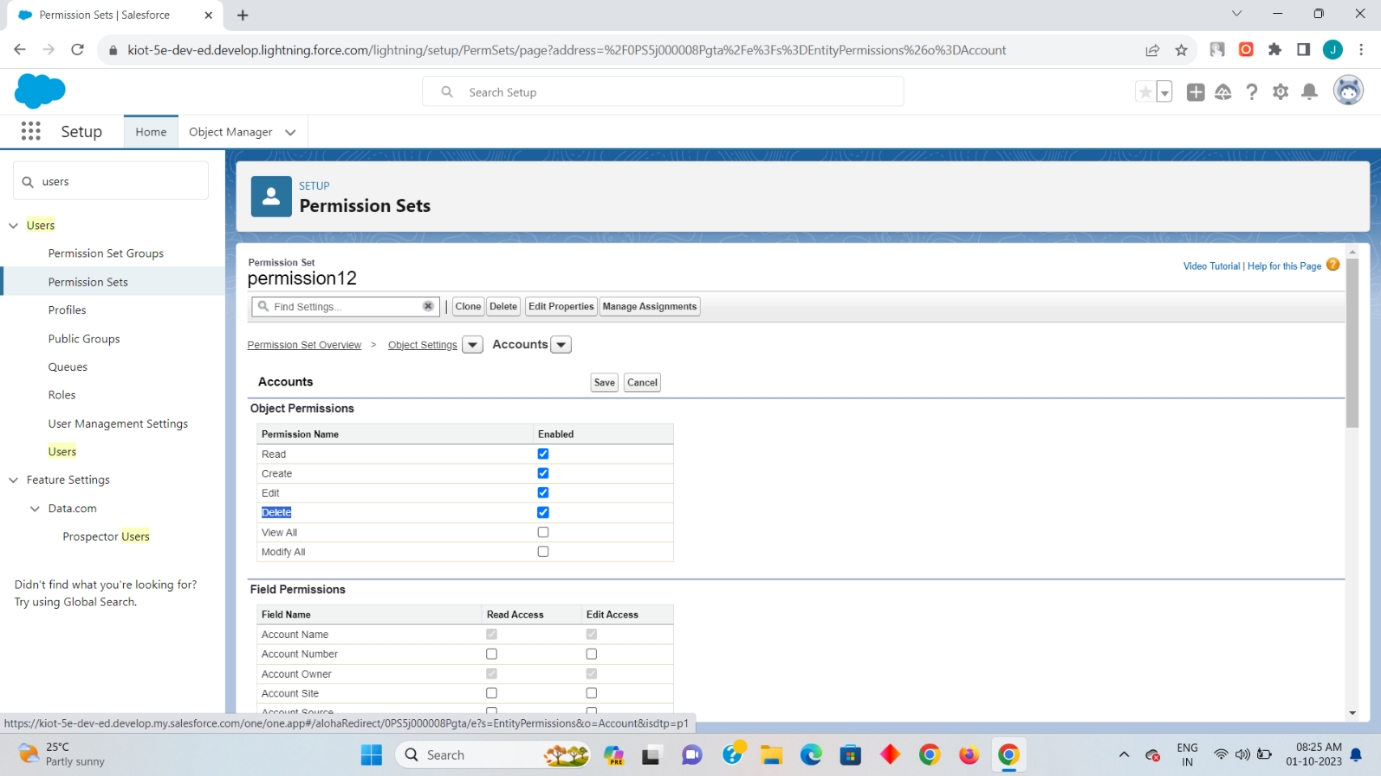 Permission Sets | Salesforce
kiot-5e-dev-ed.develop.lightning.force.com/lightning/setup/PermSets/page?address=%2F0PS5j000008Pgta%2Fe%3Fs%3DEntityPermissions%26o%3DAccount
J
Search Setup
Setup
Home
Object Manager
users
Users
Permission Set Groups
Permission Sets
Profiles
Public Groups
Queues
Roles
User Management Settings
Users
Feature Settings
Data.com
Prospector Users
Didn't find what you're looking for?
Try using Global Search.
SETUP
Permission Sets
Permission Set
permission12
Video Tutorial | Help for this Page
Find Settings... | Clone Delete Edit Properties Manage Assignments
Permission Set Overview > Object Settings Accounts
Accounts Save Cancel
Object Permissions
Permission Name Enabled
Read
Create
Edit
Delete
View All
Modify All
Field Permissions
Field Name Read Access Edit Access
Account Name
Account Number
Account Owner
Account Site
Account Source
https://kiot-5e-dev-ed.develop.my.salesforce.com/one/one.app#/alohaRedirect/0PS5j000008Pgta/e?s=EntityPermissions&o=Account&isdtp=p1
25°C
Partly sunny
Search
PRE
ENG
IN
08:25 AM
01-10-2023